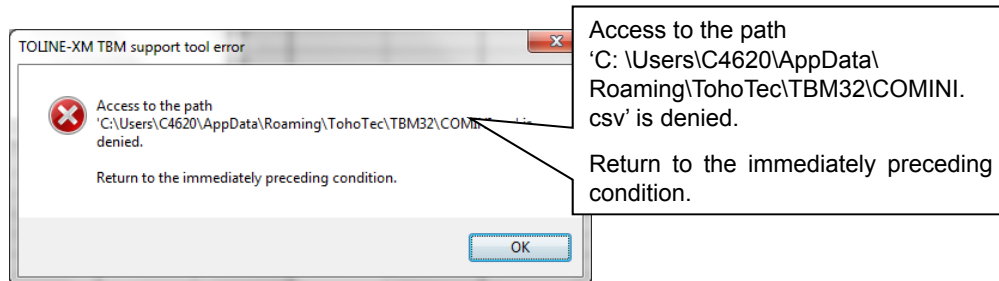 TOLINE-XM TBM support tool error
Access to the path
'C:\Users\C4620\AppData\Roaming\TohoTec\TBM32\COMINI
denied.
Return to the immediately preceding condition.
OK
Access to the path
‘C: \Users\C4620\AppData\
Roaming\TohoTec\TBM32\COMINI.
csv’ is denied.
Return to the immediately preceding
condition.